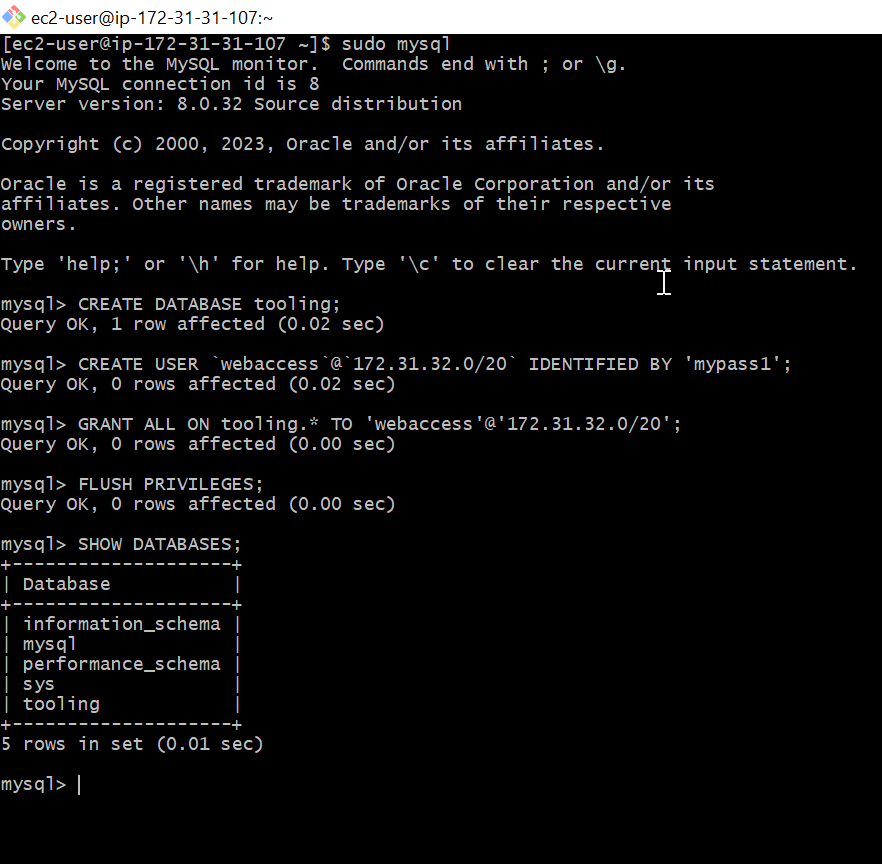 ec2-user@ip-172-31-31-107:~
[ec2-user@ip-172-31-31-107 ~]$ sudo mysql
Welcome to the MySQL monitor.  Commands end with ; or \g.
Your MySQL connection id is 8
Server version: 8.0.32 Source distribution

Copyright (c) 2000, 2023, Oracle and/or its affiliates.

Oracle is a registered trademark of Oracle Corporation and/or its
affiliates. Other names may be trademarks of their respective
owners.

Type 'help;' or '\h' for help. Type '\c' to clear the current input statement.

mysql> CREATE DATABASE tooling;
Query OK, 1 row affected (0.02 sec)

mysql> CREATE USER `webaccess`@`172.31.32.0/20` IDENTIFIED BY 'mypass1';
Query OK, 0 rows affected (0.02 sec)

mysql> GRANT ALL ON tooling.* TO 'webaccess'@'172.31.32.0/20';
Query OK, 0 rows affected (0.00 sec)

mysql> FLUSH PRIVILEGES;
Query OK, 0 rows affected (0.00 sec)

mysql> SHOW DATABASES;
+--------------------+
| Database           |
+--------------------+
| information_schema |
| mysql              |
| performance_schema |
| sys                |
| tooling            |
+--------------------+
5 rows in set (0.01 sec)

mysql>